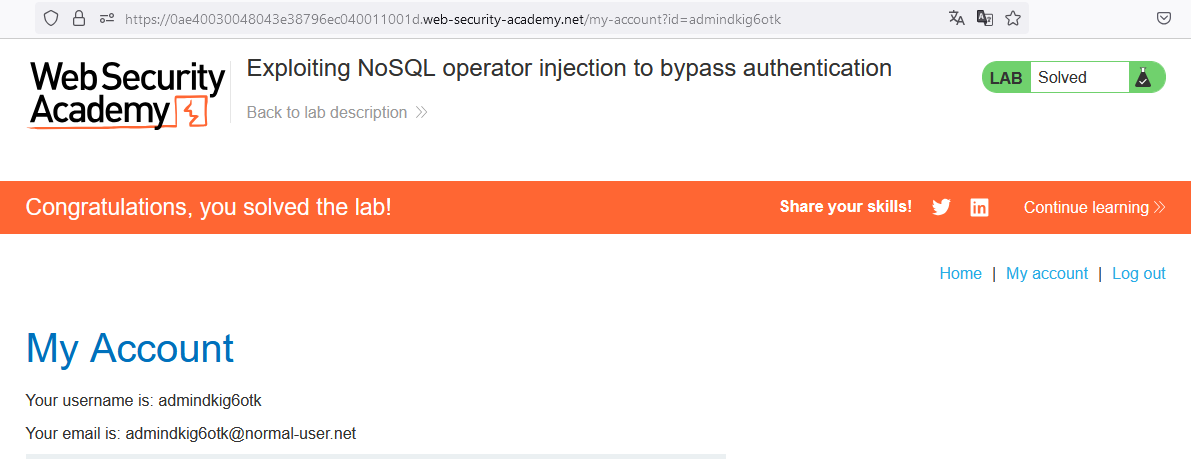 https://0ae40030048043e38796ec040011001d.web-security-academy.net/my-account?id=admindkig6otk
Web Security
Academy
Exploiting NoSQL operator injection to bypass authentication
Back to lab description
LAB Solved
Congratulations, you solved the lab!
Share your skills!
Continue learning
Home | My account | Log out
My Account
Your username is: admindkig6otk
Your email is: admindkig6otk@normal-user.net